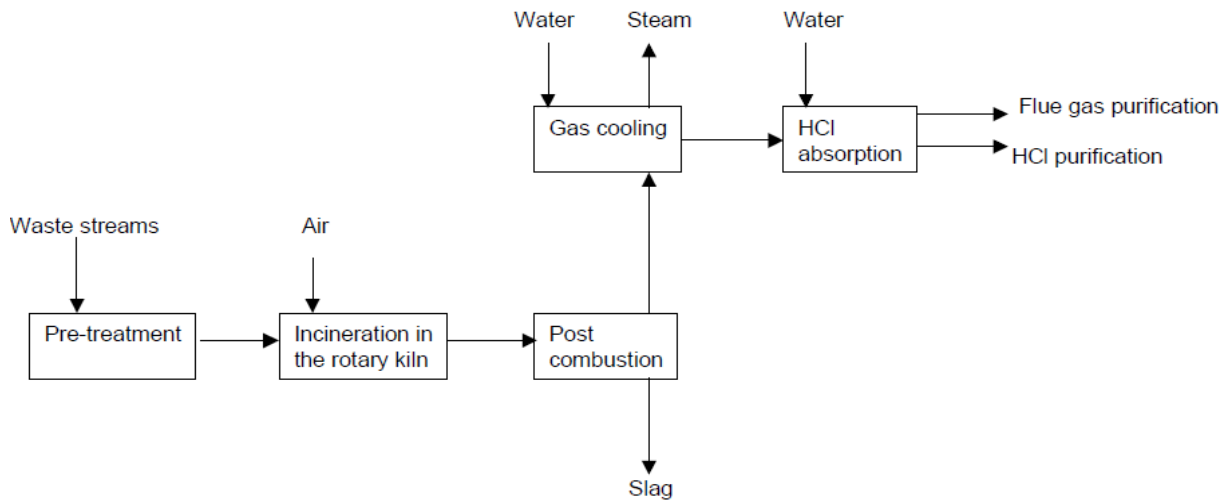 Water
Steam
Water
Gas cooling
HCl
absorption
Flue gas purification
HCl purification
Waste streams
Air
Pre-treatment
Incineration in
the rotary kiln
Post
combustion
Slag